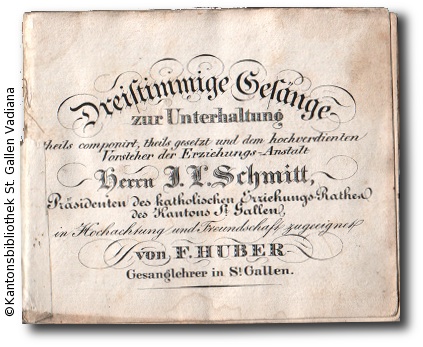 Dreistimmige Gesänge
zur Unterhaltung
theils componirt, theils gesetzt und dem hochverdienten
Vorsteher der Erziehungs-Anstalt
Herrn J. L. Schmitt,
Präsidenten des katholischen Erziehungs-Rathes
des Kantons St. Gallen,
in Hochachtung und Freundschaft zugeeignet
von F. HUBER
Gesanglehrer in St. Gallen.
© Kantonsbibliothek St. Gallen Vadiana